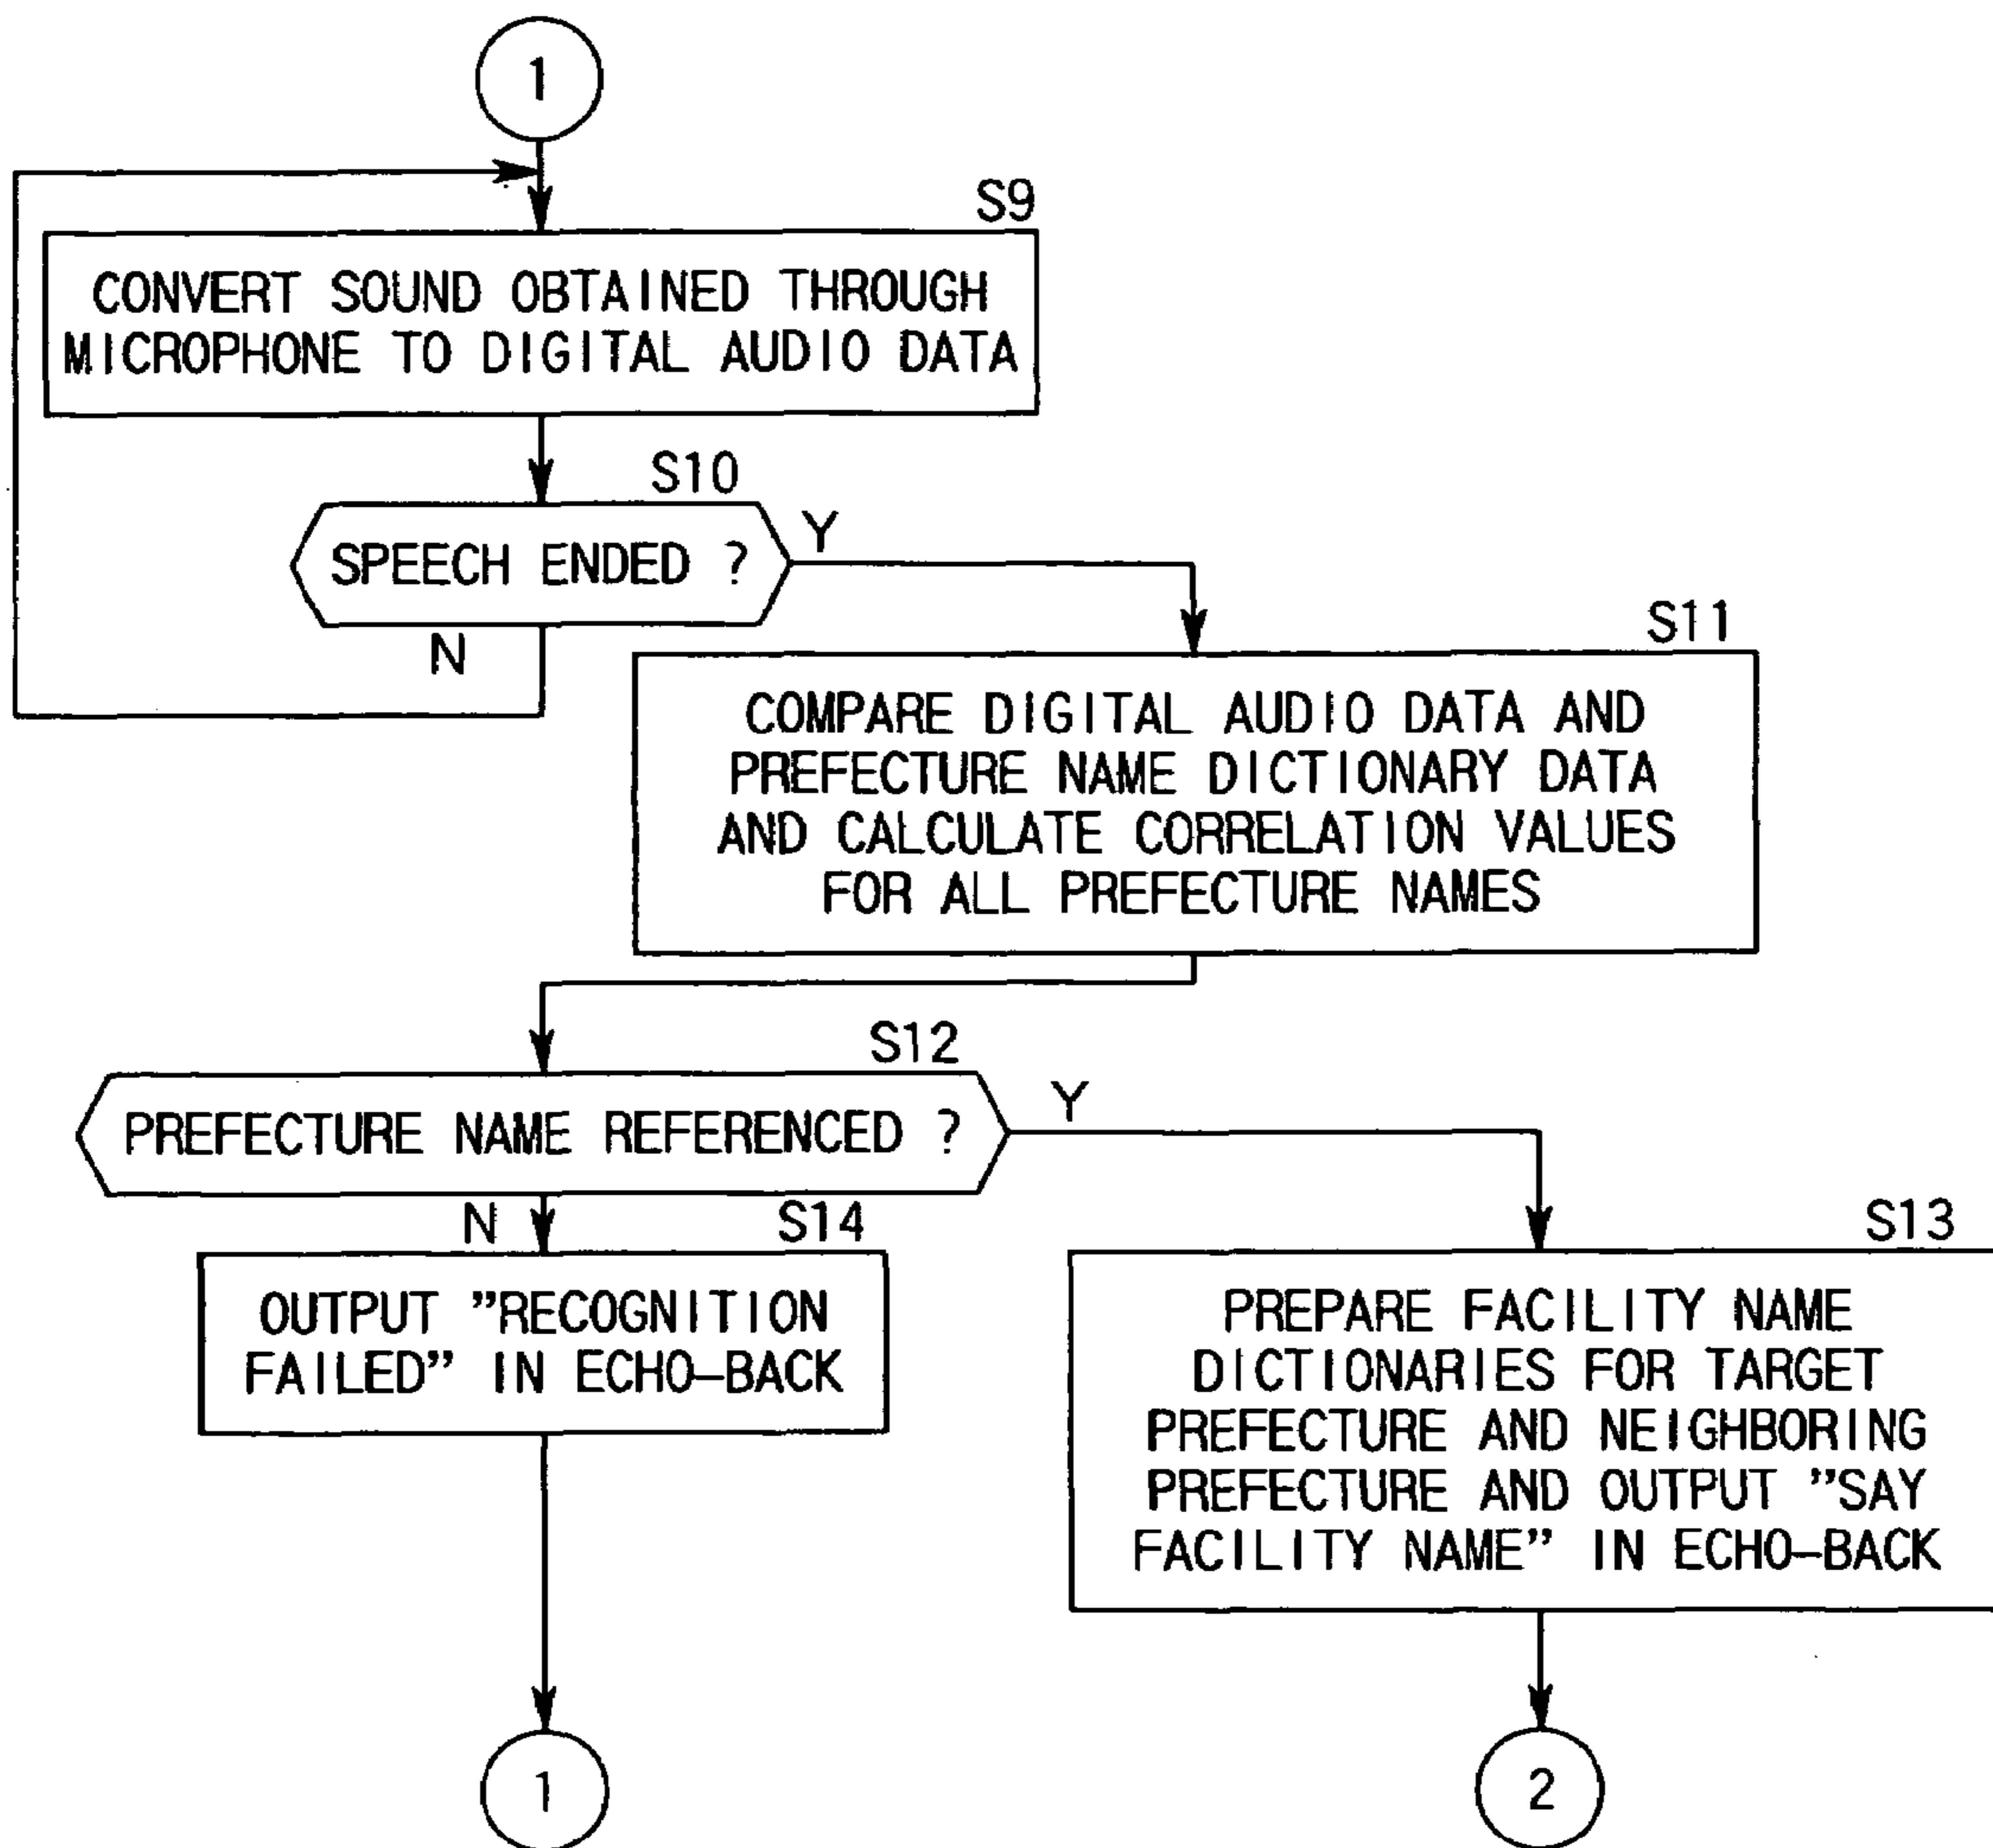 1
S9
CONVERT SOUND OBTAINED THROUGH
MICROPHONE TO DIGITAL AUDIO DATA
S10
SPEECH ENDED ?
Y
N
S11
COMPARE DIGITAL AUDIO DATA AND
PREFECTURE NAME DICTIONARY DATA
AND CALCULATE CORRELATION VALUES
FOR ALL PREFECTURE NAMES
S12
PREFECTURE NAME REFERENCED ?
Y
N
S14
OUTPUT "RECOGNITION
FAILED" IN ECHO-BACK
S13
PREPARE FACILITY NAME
DICTIONARIES FOR TARGET
PREFECTURE AND NEIGHBORING
PREFECTURE AND OUTPUT "SAY
FACILITY NAME" IN ECHO-BACK
1
2